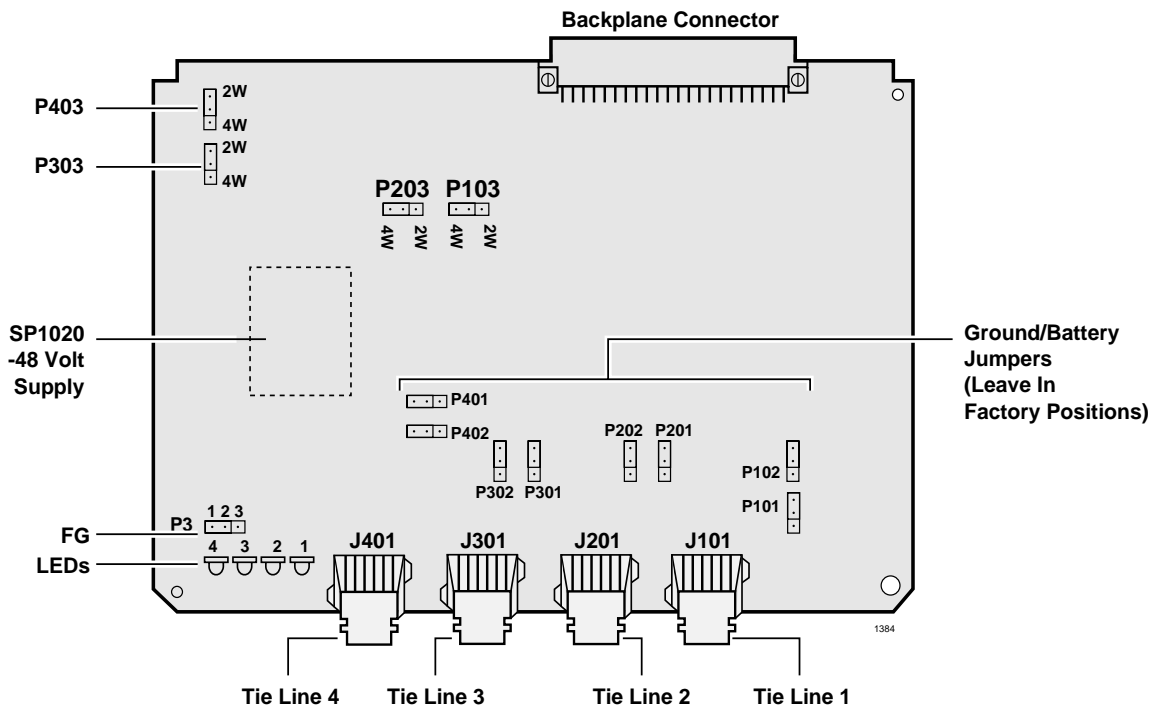 Backplane Connector
P403
2W
4W
P303
2W
4W
P203 P103
4W 2W 4W 2W
SP1020
-48 Volt
Supply
Ground/Battery
Jumpers
(Leave In
Factory Positions)
P401
P402
P202 P201
P302 P301
P102
P101
P3
1 2 3
FG
LEDs
4 3 2 1
J401 J301 J201 J101
1384
Tie Line 4 Tie Line 3 Tie Line 2 Tie Line 1